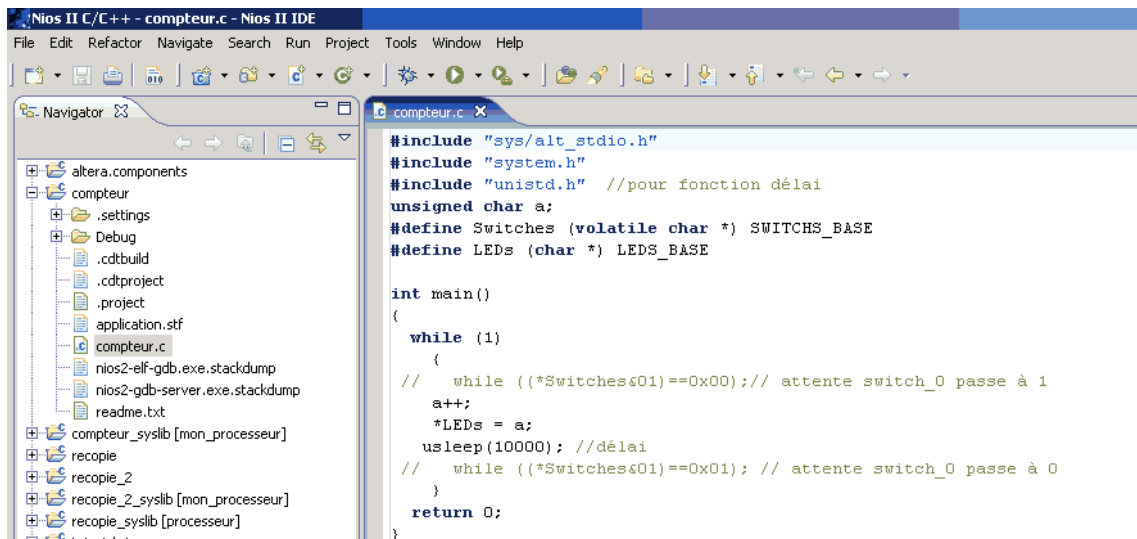 Nios II C/C++ - compteur.c - Nios II IDE
File Edit Refactor Navigate Search Run Project Tools Window Help
Navigator
altera.components
compteur
.settings
Debug
.cdtbuild
.cdtproject
.project
application.stf
compteur.c
nios2-elf-gdb.exe.stackdump
nios2-gdb-server.exe.stackdump
readme.txt
compteur_syslib [mon_processeur]
recopie
recopie_2
recopie_2_syslib [mon_processeur]
recopie_syslib [processeur]
compteur.c
#include "sys/alt_stdio.h"
#include "system.h"
#include "unistd.h"  //pour fonction délai
unsigned char a;
#define Switches (volatile char *) SWITCHS_BASE
#define LEDs (char *) LEDS_BASE
int main()
{
while (1)
{
//   while ((*Switches&01)==0x00);// attente switch_0 passe à 1
a++;
*LEDs = a;
usleep(10000); //délai
//   while ((*Switches&01)==0x01); // attente switch_0 passe à 0
}
return 0;
}